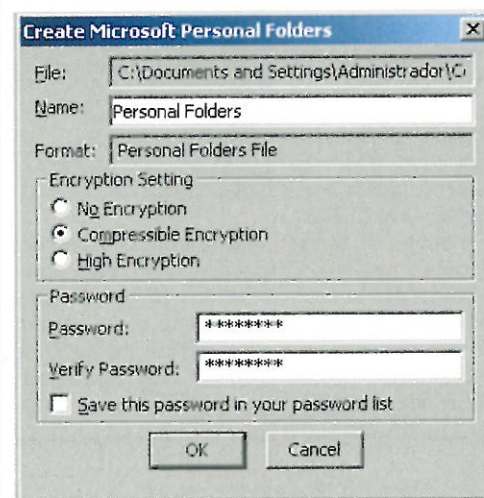 Create Microsoft Personal Folders
File: C:\Documents and Settings\Administrador\C
Name: Personal Folders
Format: Personal Folders File
Encryption Setting
No Encryption
Compressible Encryption
High Encryption
Password
Password: ********
Verify Password: ********
Save this password in your password list
OK Cancel